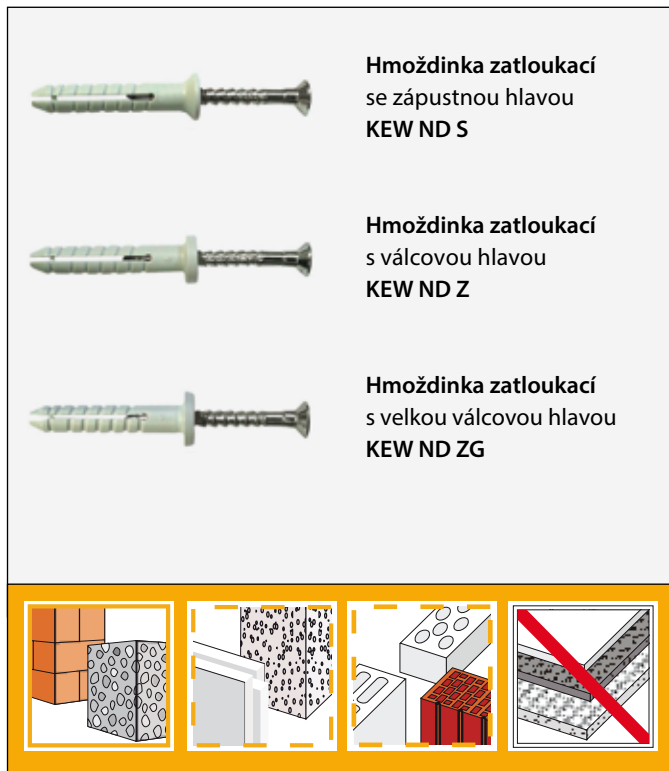 Hmoždinka zatloukací
se zápustnou hlavou
KEW ND S
Hmoždinka zatloukací
s válcovou hlavou
KEW ND Z
Hmoždinka zatloukací
s velkou válcovou hlavou
KEW ND ZG